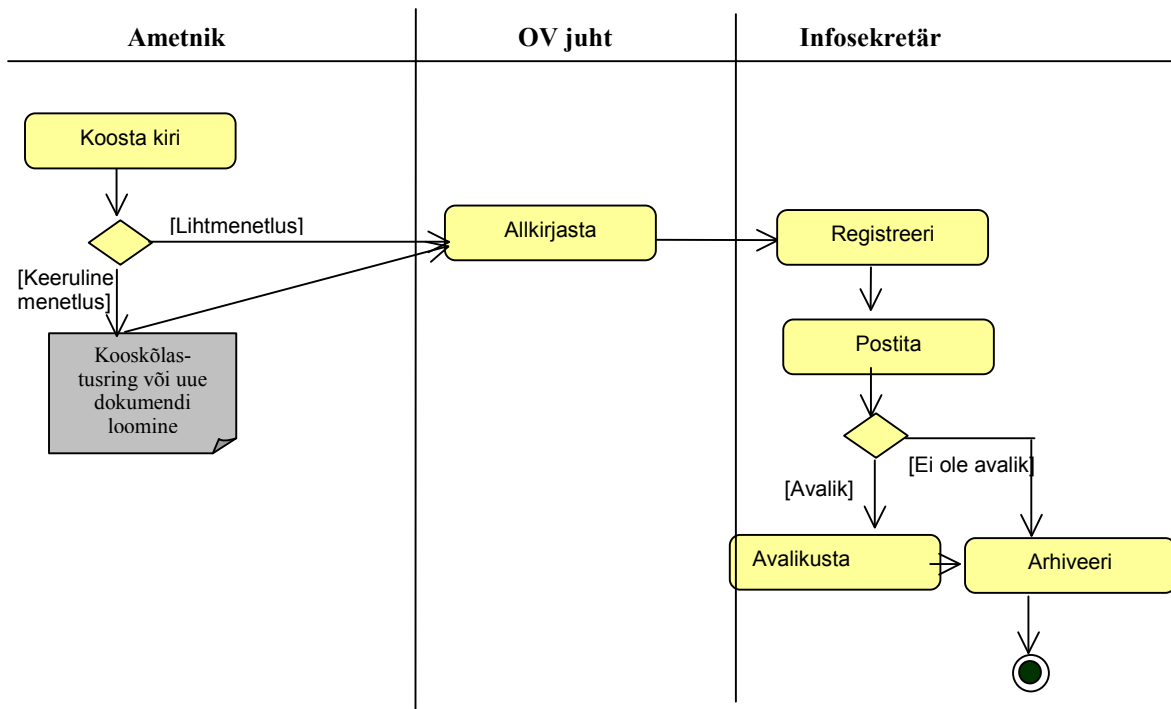 Ametnik
OV juht
Infosekretär
Koosta kiri
[Lihtmenetlus]
Allkirjasta
Registreeri
[Keeruline
menetlus]
Kooskõlas-
tusring või uue
dokumendi
loomine
Postita
[Ei ole avalik]
[Avalik]
Avalikusta
Arhiveeri